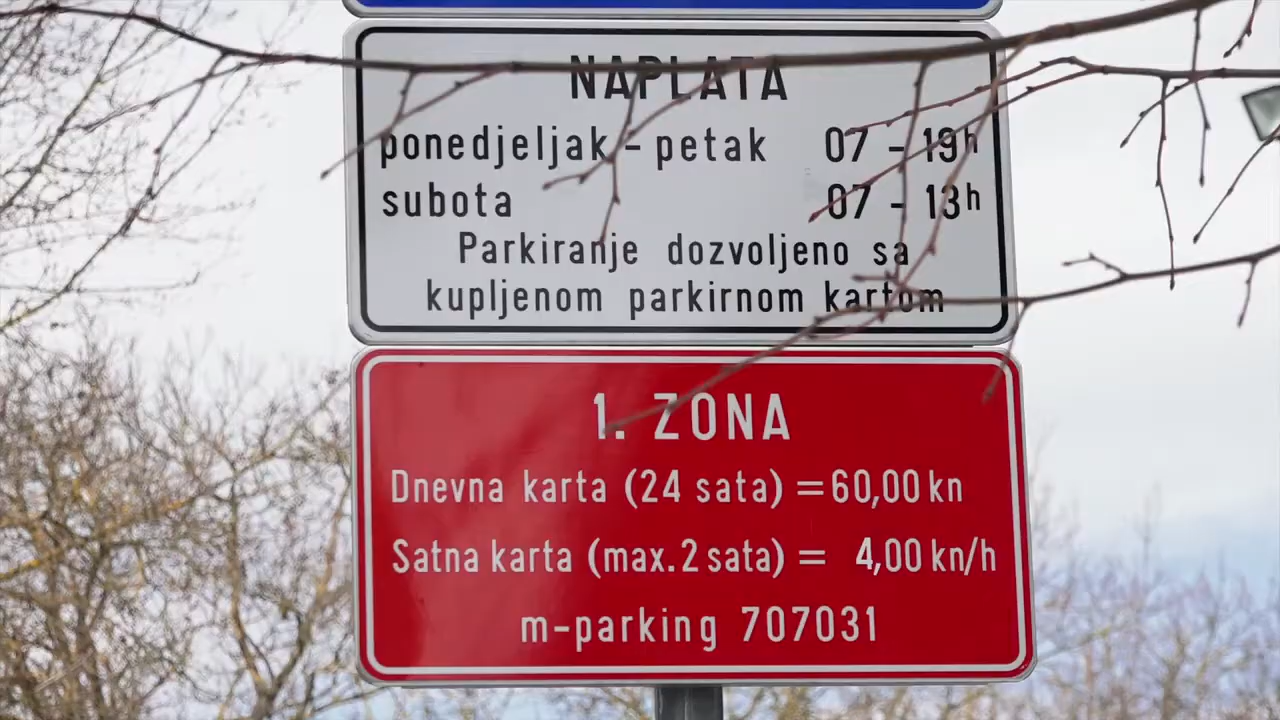 NAPLATA
ponedjeljak - petak 07 - 19h
subota 07 - 13h
Parkiranje dozvoljeno sa
kupljenom parkirnom kartom
1. ZONA
Dnevna karta (24 sata) = 60,00 kn
Satna karta (max. 2 sata) = 4,00 kn/h
m-parking 707031